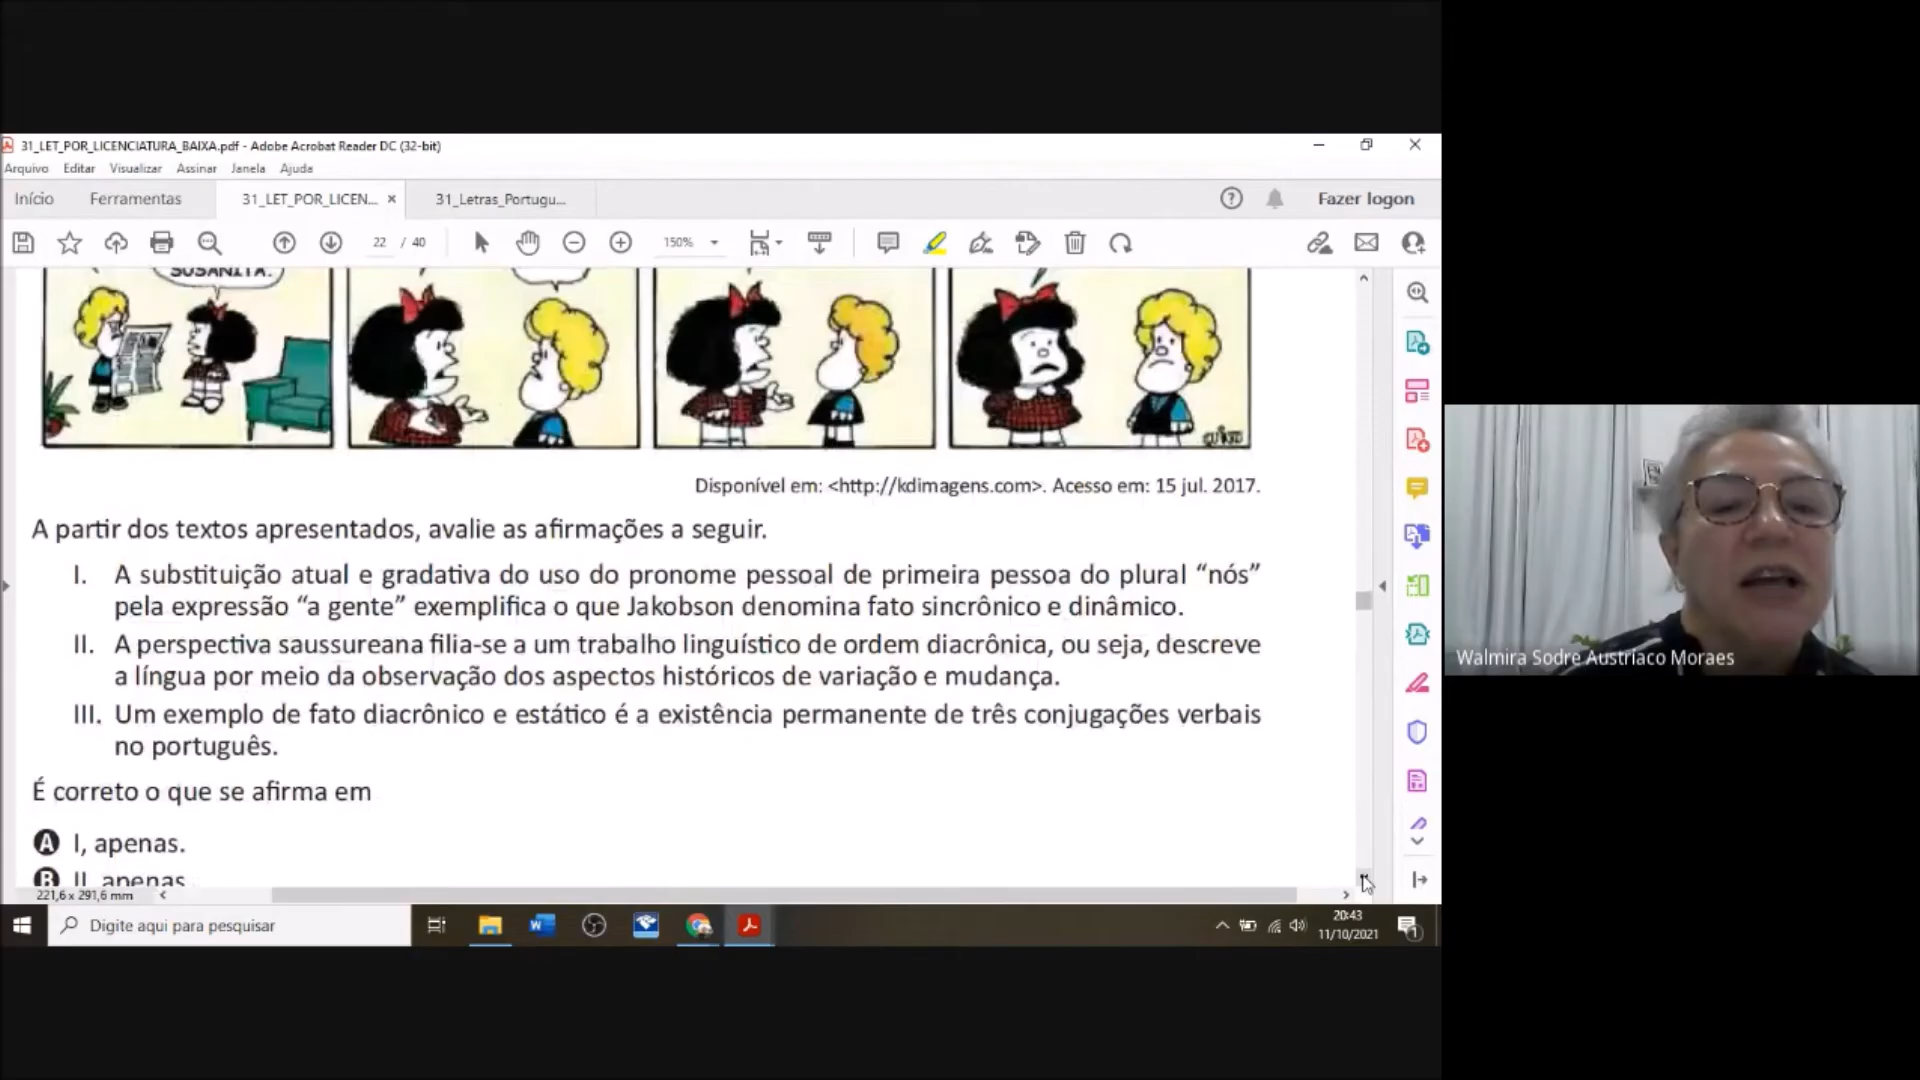 31_LET_POR_LICENCIATURA_BAIXA.pdf - Adobe Acrobat Reader DC (32-bit)
Arquivo Editar Visualizar Assinar Janela Ajuda
Início Ferramentas 31_LET_POR_LICEN... × 31_Letras_Portugu... Fazer logon
22 / 40 150%
SUSANITA.
QUINO
Disponível em: <http://kdimagens.com>. Acesso em: 15 jul. 2017.
A partir dos textos apresentados, avalie as afirmações a seguir.
I. A substituição atual e gradativa do uso do pronome pessoal de primeira pessoa do plural “nós”
pela expressão “a gente” exemplifica o que Jakobson denomina fato sincrônico e dinâmico.
II. A perspectiva saussureana filia-se a um trabalho linguístico de ordem diacrônica, ou seja, descreve
a língua por meio da observação dos aspectos históricos de variação e mudança.
III. Um exemplo de fato diacrônico e estático é a existência permanente de três conjugações verbais
no português.
É correto o que se afirma em
A I, apenas.
B II, apenas.
221,6 x 291,6 mm
Digite aqui para pesquisar
20:43
11/10/2021
1
Walmira Sodre Austriaco Moraes